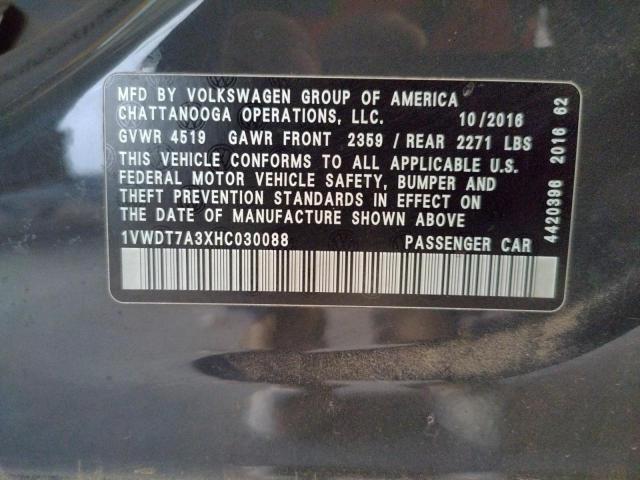 MFD BY VOLKSWAGEN GROUP OF AMERICA
CHATTANOOGA OPERATIONS, LLC. 10/2016
GVWR 4519 GAWR FRONT 2359 / REAR 2271 LBS
THIS VEHICLE CONFORMS TO ALL APPLICABLE U.S.
FEDERAL MOTOR VEHICLE SAFETY, BUMPER AND
THEFT PREVENTION STANDARDS IN EFFECT ON
THE DATE OF MANUFACTURE SHOWN ABOVE
1VWDT7A3XHC030088 PASSENGER CAR
4420396 2016 62